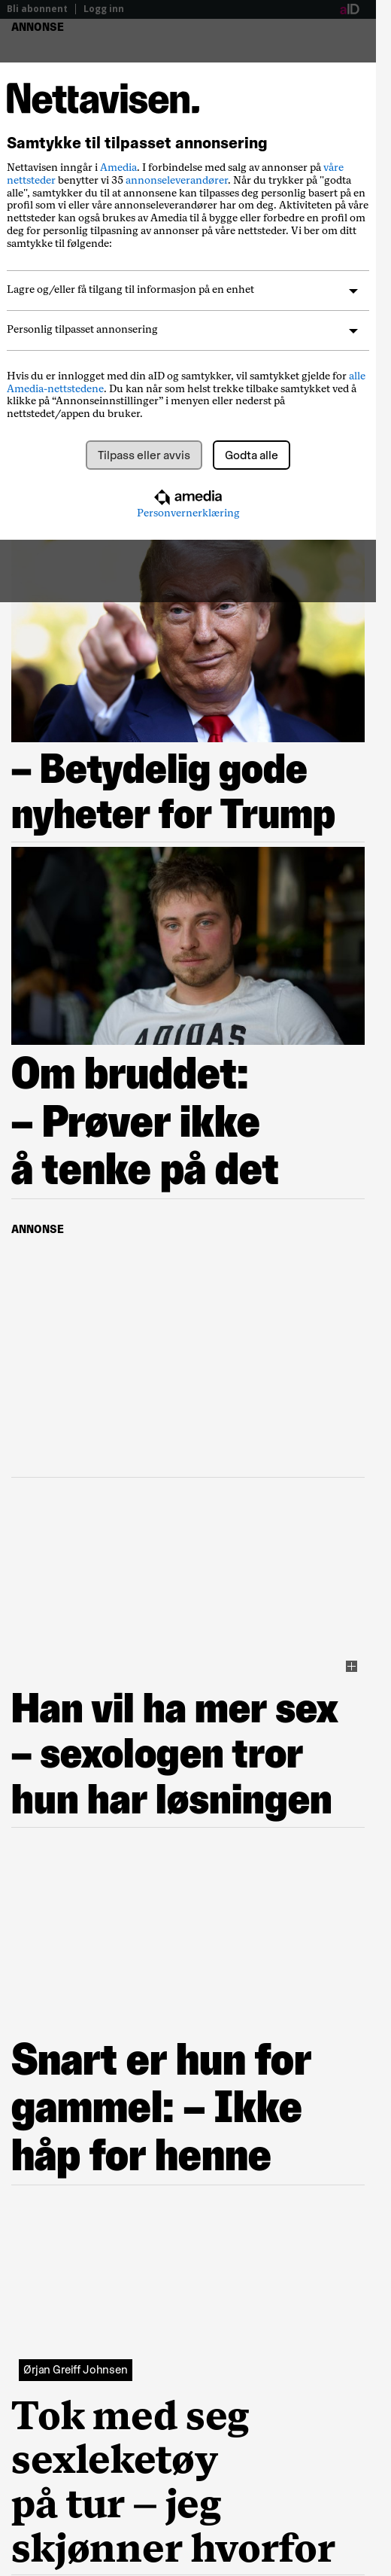 Bli abonnent | Logg inn
aID
ANNONSE
Nettavisen.
Samtykke til tilpasset annonsering
Nettavisen inngår i Amedia. I forbindelse med salg av annonser på våre
nettsteder benytter vi 35 annonseleverandører. Når du trykker på "godta
alle", samtykker du til at annonsene kan tilpasses deg personlig basert på en
profil som vi eller våre annonseleverandører har om deg. Aktiviteten på våre
nettsteder kan også brukes av Amedia til å bygge eller forbedre en profil om
deg for personlig tilpasning av annonser på våre nettsteder. Vi ber om ditt
samtykke til følgende:
Lagre og/eller få tilgang til informasjon på en enhet
Personlig tilpasset annonsering
Hvis du er innlogget med din aID og samtykker, vil samtykket gjelde for alle
Amedia-nettstedene. Du kan når som helst trekke tilbake samtykket ved å
klikke på “Annonseinnstillinger” i menyen eller nederst på
nettstedet/appen du bruker.
Tilpass eller avvis
Godta alle
amedia
Personvernerklæring
– Betydelig gode
nyheter for Trump
ADIDAS
Om bruddet:
– Prøver ikke
å tenke på det
ANNONSE
Han vil ha mer sex
– sexologen tror
hun har løsningen
Snart er hun for
gammel: – Ikke
håp for henne
Ørjan Greiff Johnsen
Tok med seg
sexleketøy
på tur – jeg
skjønner hvorfor